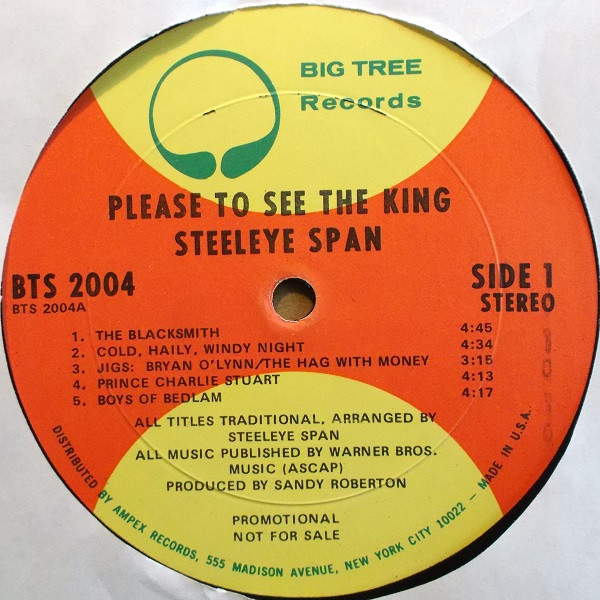 BIG TREE
Records
PLEASE TO SEE THE KING
STEELEYE SPAN
BTS 2004
BTS 2004A
SIDE 1
STEREO
1. THE BLACKSMITH 4:45
2. COLD, HAILY, WINDY NIGHT 4:34
3. JIGS: BRYAN O'LYNN/THE HAG WITH MONEY 3:15
4. PRINCE CHARLIE STUART 4:13
5. BOYS OF BEDLAM 4:17
ALL TITLES TRADITIONAL, ARRANGED BY
STEELEYE SPAN
ALL MUSIC PUBLISHED BY WARNER BROS.
MUSIC (ASCAP)
PRODUCED BY SANDY ROBERTON
PROMOTIONAL
NOT FOR SALE
DISTRIBUTED BY AMPEX RECORDS, 555 MADISON AVENUE, NEW YORK CITY 10022 – MADE IN U.S.A.